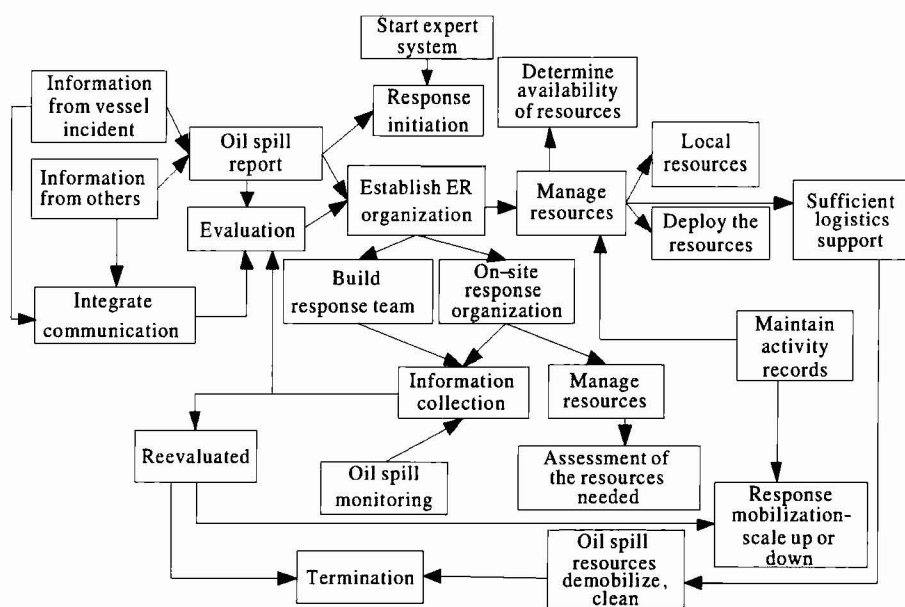 Start expert
system
Information
from vessel
incident
Response
initiation
Determine
availability
of resources
Oil spill
report
Local
resources
Information
from others
Establish ER
organization
Manage
resources
Sufficient
logistics
support
Evaluation
Deploy the
resources
Build
response team
On-site
response
organization
Integrate
communication
Maintain
activity
records
Information
collection
Manage
resources
Reevaluated
Oil spill
monitoring
Assessment of
the resources
needed
Response
mobilization-
scale up or
down
Termination
Oil spill
resources
demobilize,
clean